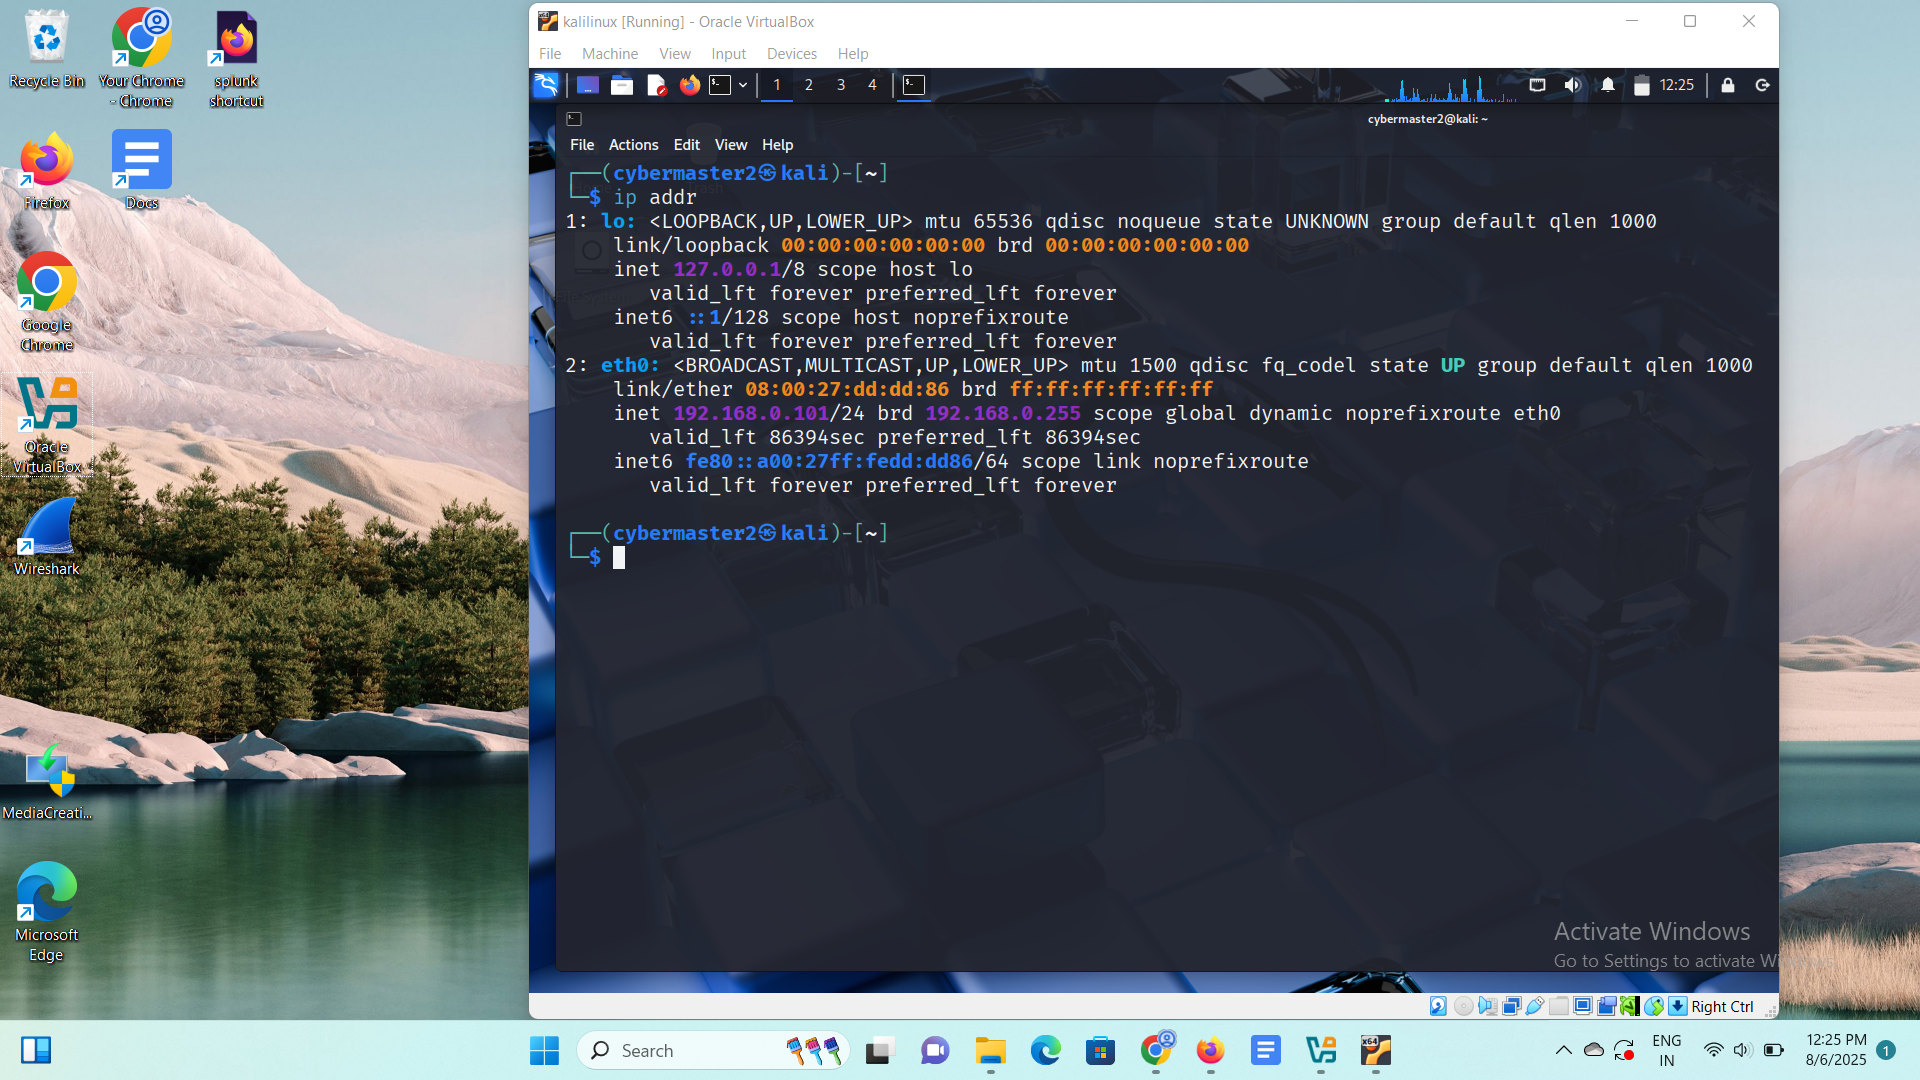 Recycle Bin
Your Chrome - Chrome
splunk shortcut
Firefox
Docs
Google Chrome
Oracle VirtualBox
Wireshark
MediaCreati...
Microsoft Edge
kalilinux [Running] - Oracle VirtualBox
File Machine View Input Devices Help
1 2 3 4
12:25
cybermaster2@kali: ~
File Actions Edit View Help
┌──(cybermaster2㉿kali)-[~]
└─$ ip addr
1: lo: <LOOPBACK,UP,LOWER_UP> mtu 65536 qdisc noqueue state UNKNOWN group default qlen 1000
    link/loopback 00:00:00:00:00:00 brd 00:00:00:00:00:00
    inet 127.0.0.1/8 scope host lo
       valid_lft forever preferred_lft forever
    inet6 ::1/128 scope host noprefixroute
       valid_lft forever preferred_lft forever
2: eth0: <BROADCAST,MULTICAST,UP,LOWER_UP> mtu 1500 qdisc fq_codel state UP group default qlen 1000
    link/ether 08:00:27:dd:dd:86 brd ff:ff:ff:ff:ff:ff
    inet 192.168.0.101/24 brd 192.168.0.255 scope global dynamic noprefixroute eth0
       valid_lft 86394sec preferred_lft 86394sec
    inet6 fe80::a00:27ff:fedd:dd86/64 scope link noprefixroute
       valid_lft forever preferred_lft forever
┌──(cybermaster2㉿kali)-[~]
└─$
Activate Windows
Go to Settings to activate Windows.
Right Ctrl
Search
ENG
IN
12:25 PM
8/6/2025
1